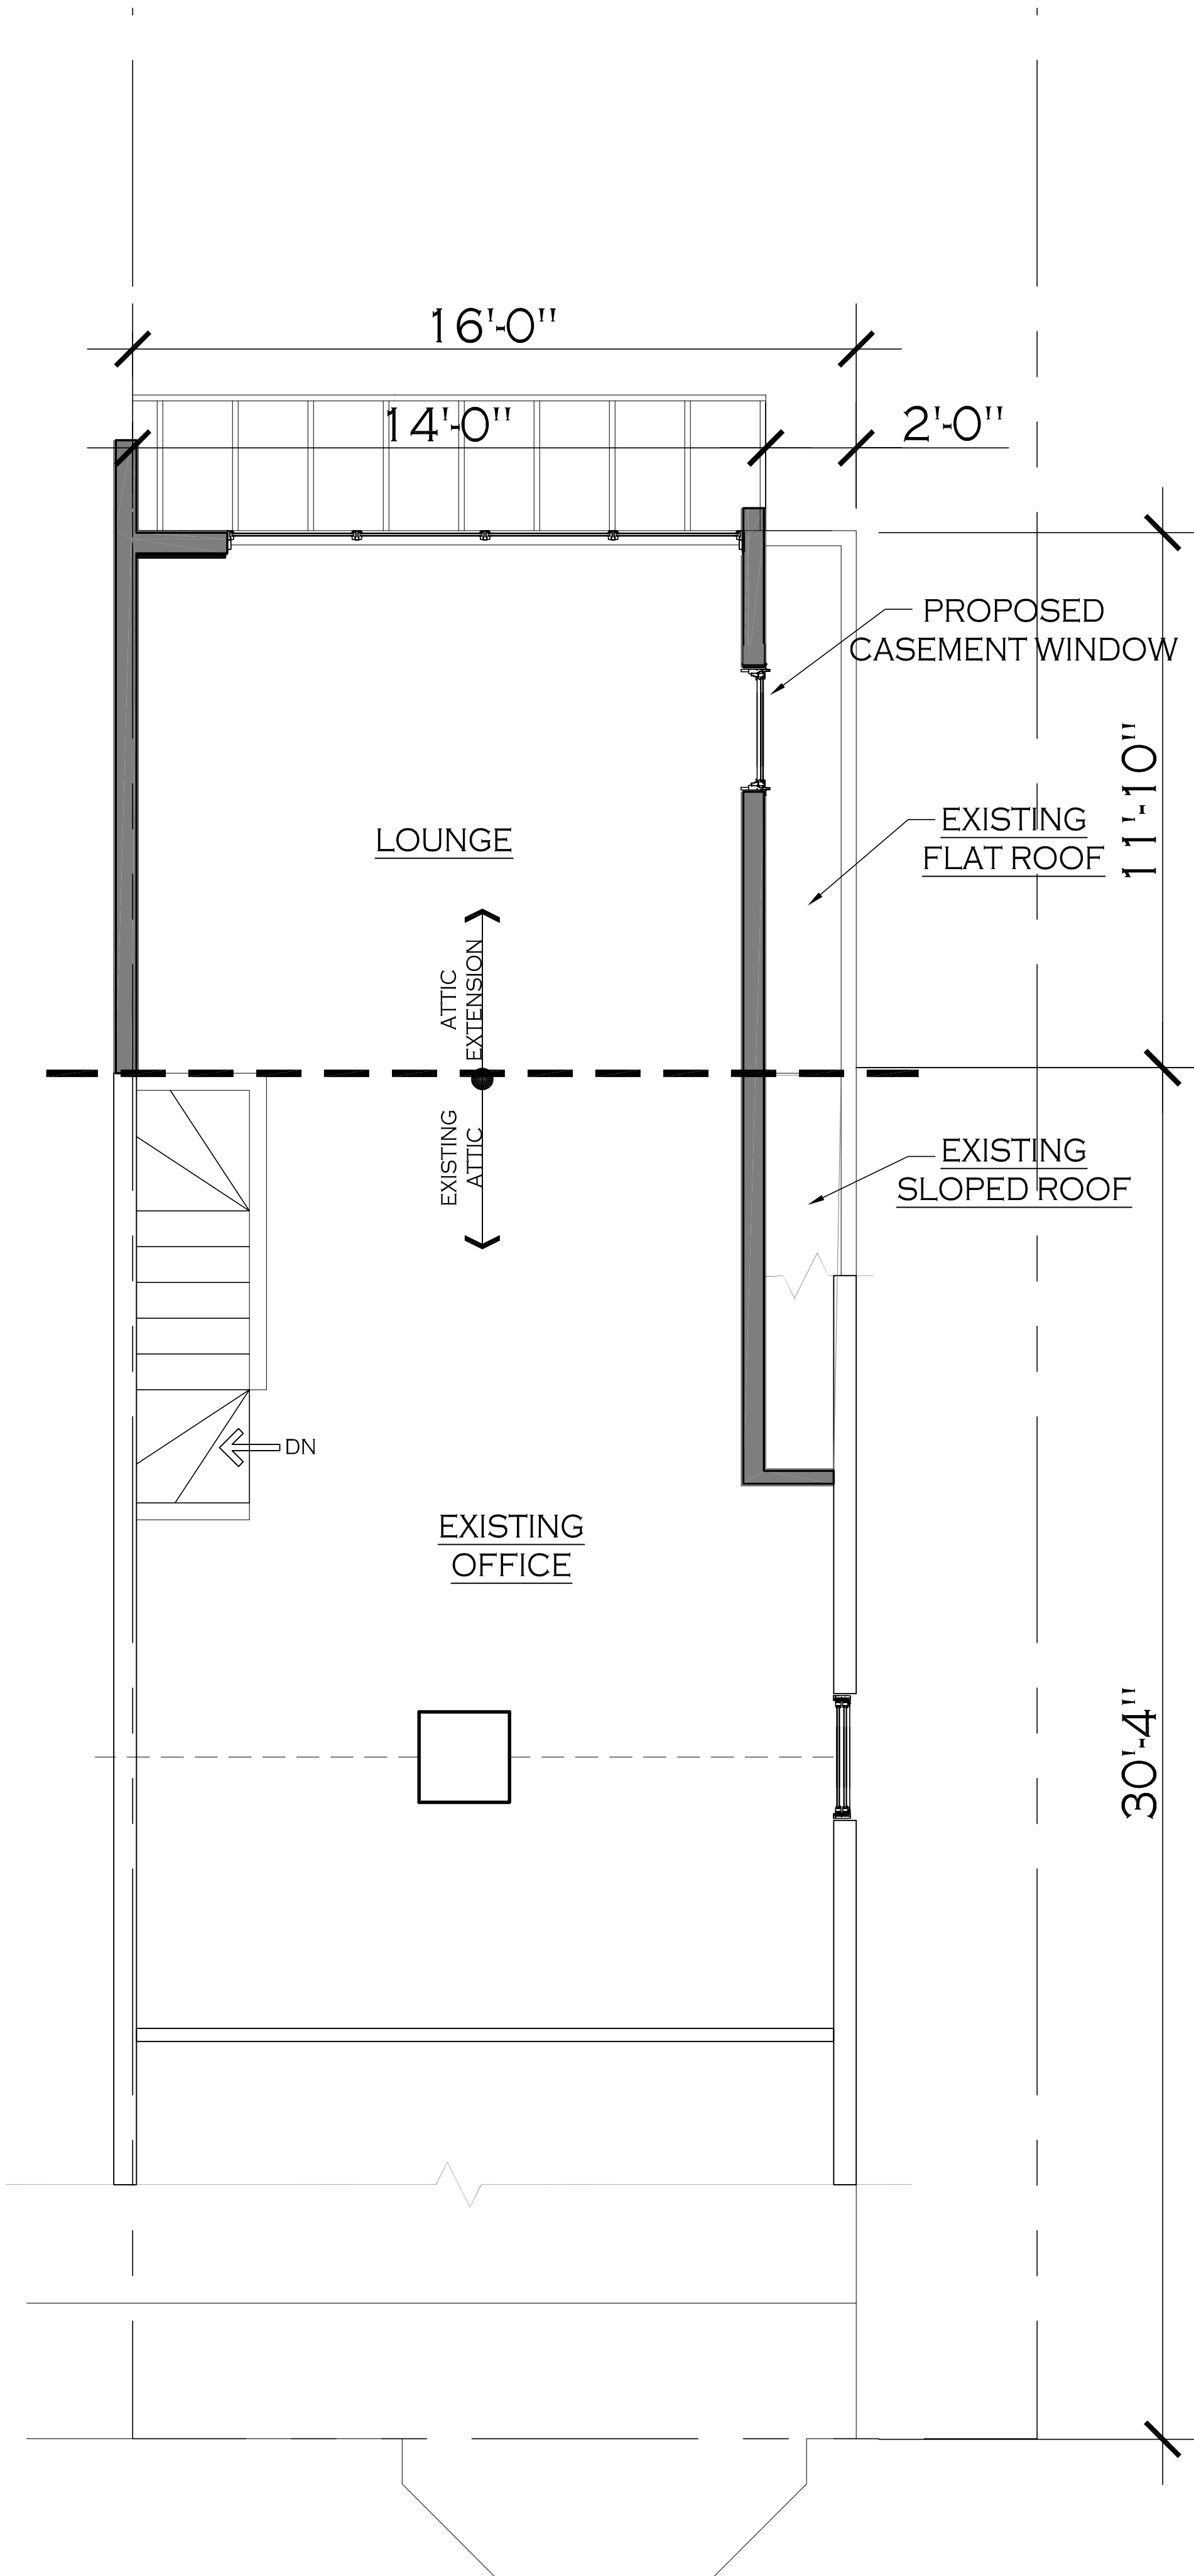 16'-0"
14'-0"
2'-0"
PROPOSED
CASEMENT WINDOW
11'-10"
LOUNGE
EXISTING
FLAT ROOF
ATTIC
EXTENSION
EXISTING
ATTIC
EXISTING
SLOPED ROOF
DN
EXISTING
OFFICE
30'-4"